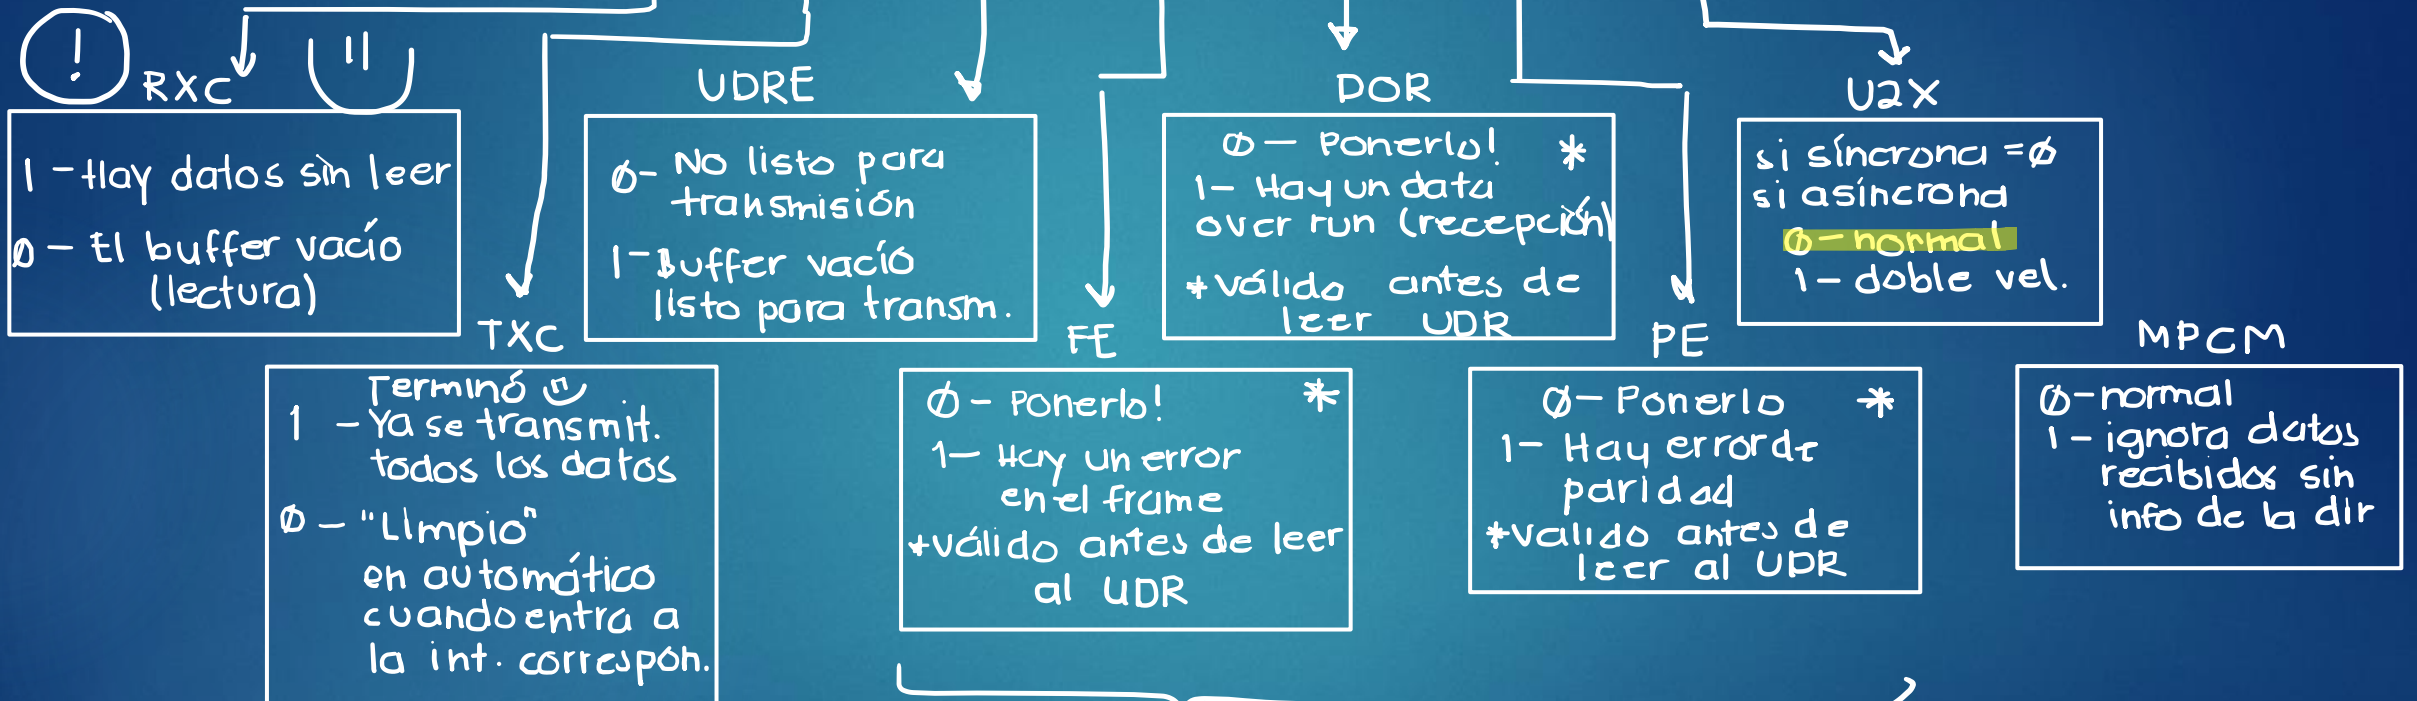 !
RXC
1 - Hay datos sin leer
0 - El buffer vacío
(lectura)
TXC
Terminó
1 - Ya se transmit.
todos los datos
0 - "Limpio"
en automático
cuando entra a
la int. correspon.
UDRE
0 - No listo para
transmisión
1 - Buffer vacío
listo para transm.
FE
0 - Ponerlo! *
1 - Hay un error
en el frame
*válido antes de leer
al UDR
DOR
0 - Ponerlo! *
1 - Hay un data
over run (recepción)
*válido antes de
leer UDR
PE
0 - Ponerlo *
1 - Hay error de
paridad
*valido antes de
leer al UDR
U2X
si síncrona = 0
si asíncrona
0 - normal
1 - doble vel.
MPCM
0 - normal
1 - ignora datos
recibidos sin
info de la dir